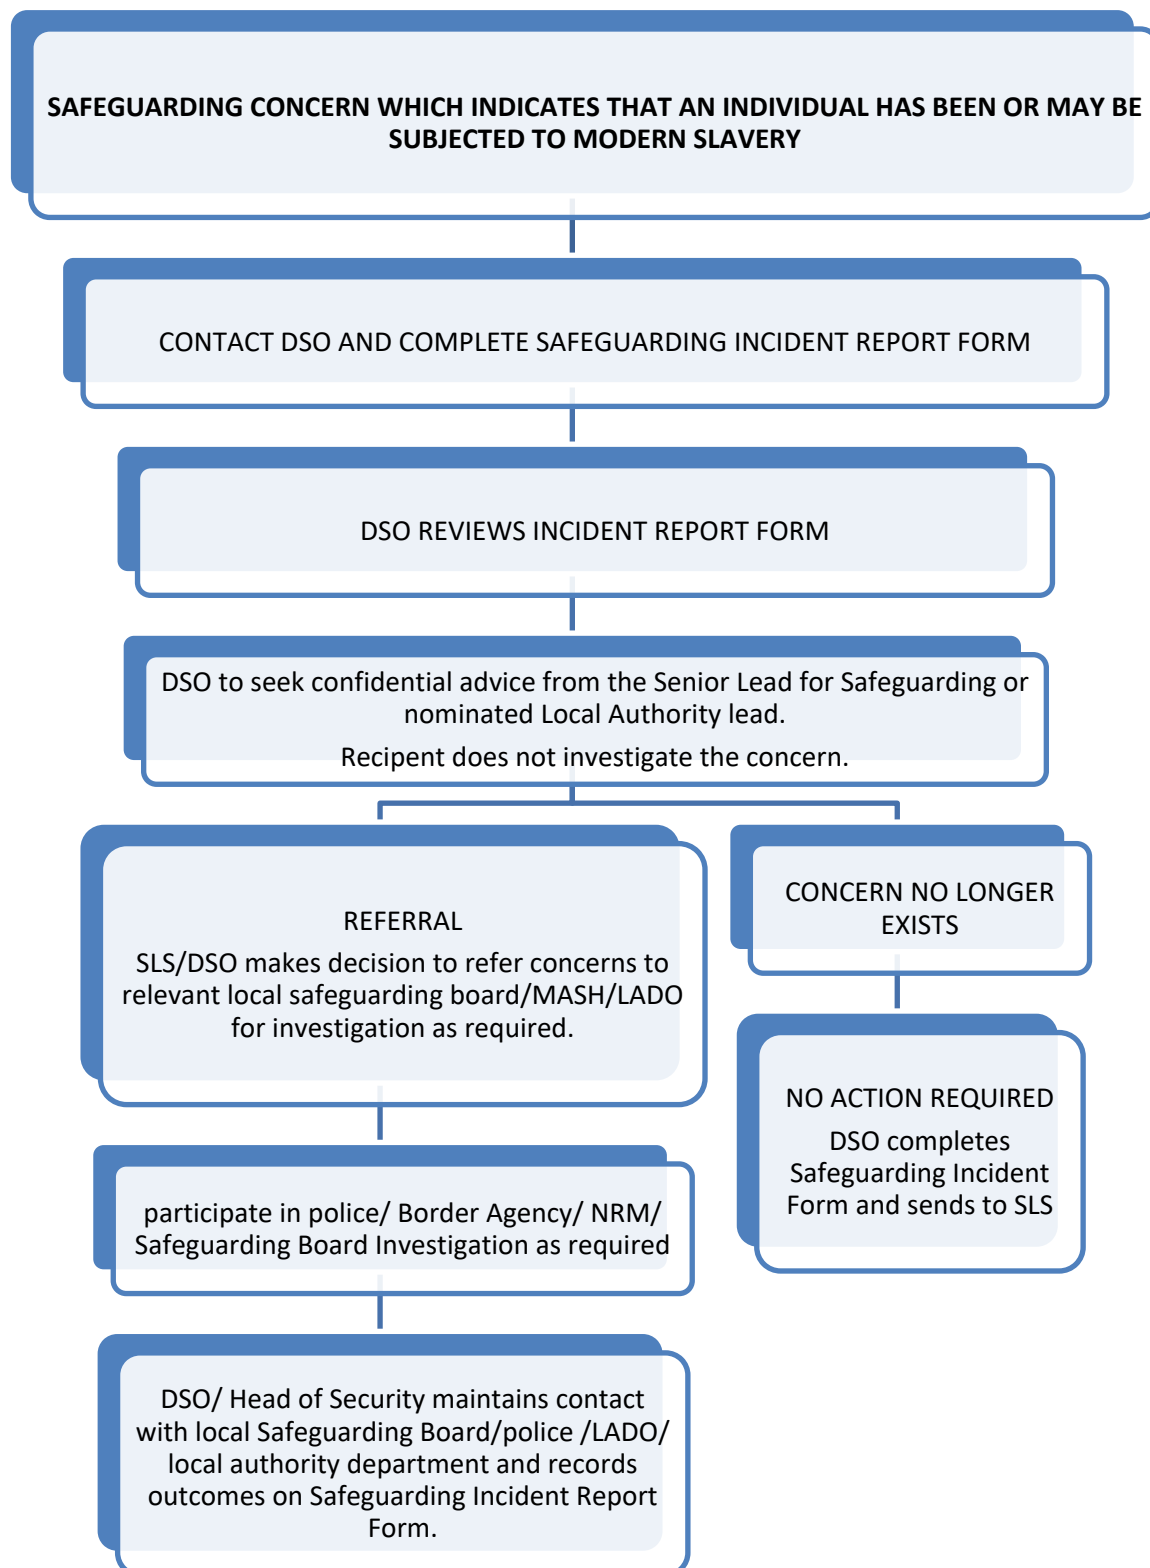 SAFEGUARDING CONCERN WHICH INDICATES THAT AN INDIVIDUAL HAS BEEN OR MAY BE
SUBJECTED TO MODERN SLAVERY
CONTACT DSO AND COMPLETE SAFEGUARDING INCIDENT REPORT FORM
DSO REVIEWS INCIDENT REPORT FORM
DSO to seek confidential advice from the Senior Lead for Safeguarding or
nominated Local Authority lead.
Recipent does not investigate the concern.
REFERRAL
SLS/DSO makes decision to refer concerns to
relevant local safeguarding board/MASH/LADO
for investigation as required.
participate in police/ Border Agency/ NRM/
Safeguarding Board Investigation as required
DSO/ Head of Security maintains contact
with local Safeguarding Board/police /LADO/
local authority department and records
outcomes on Safeguarding Incident Report
Form.
CONCERN NO LONGER
EXISTS
NO ACTION REQUIRED
DSO completes
Safeguarding Incident
Form and sends to SLS